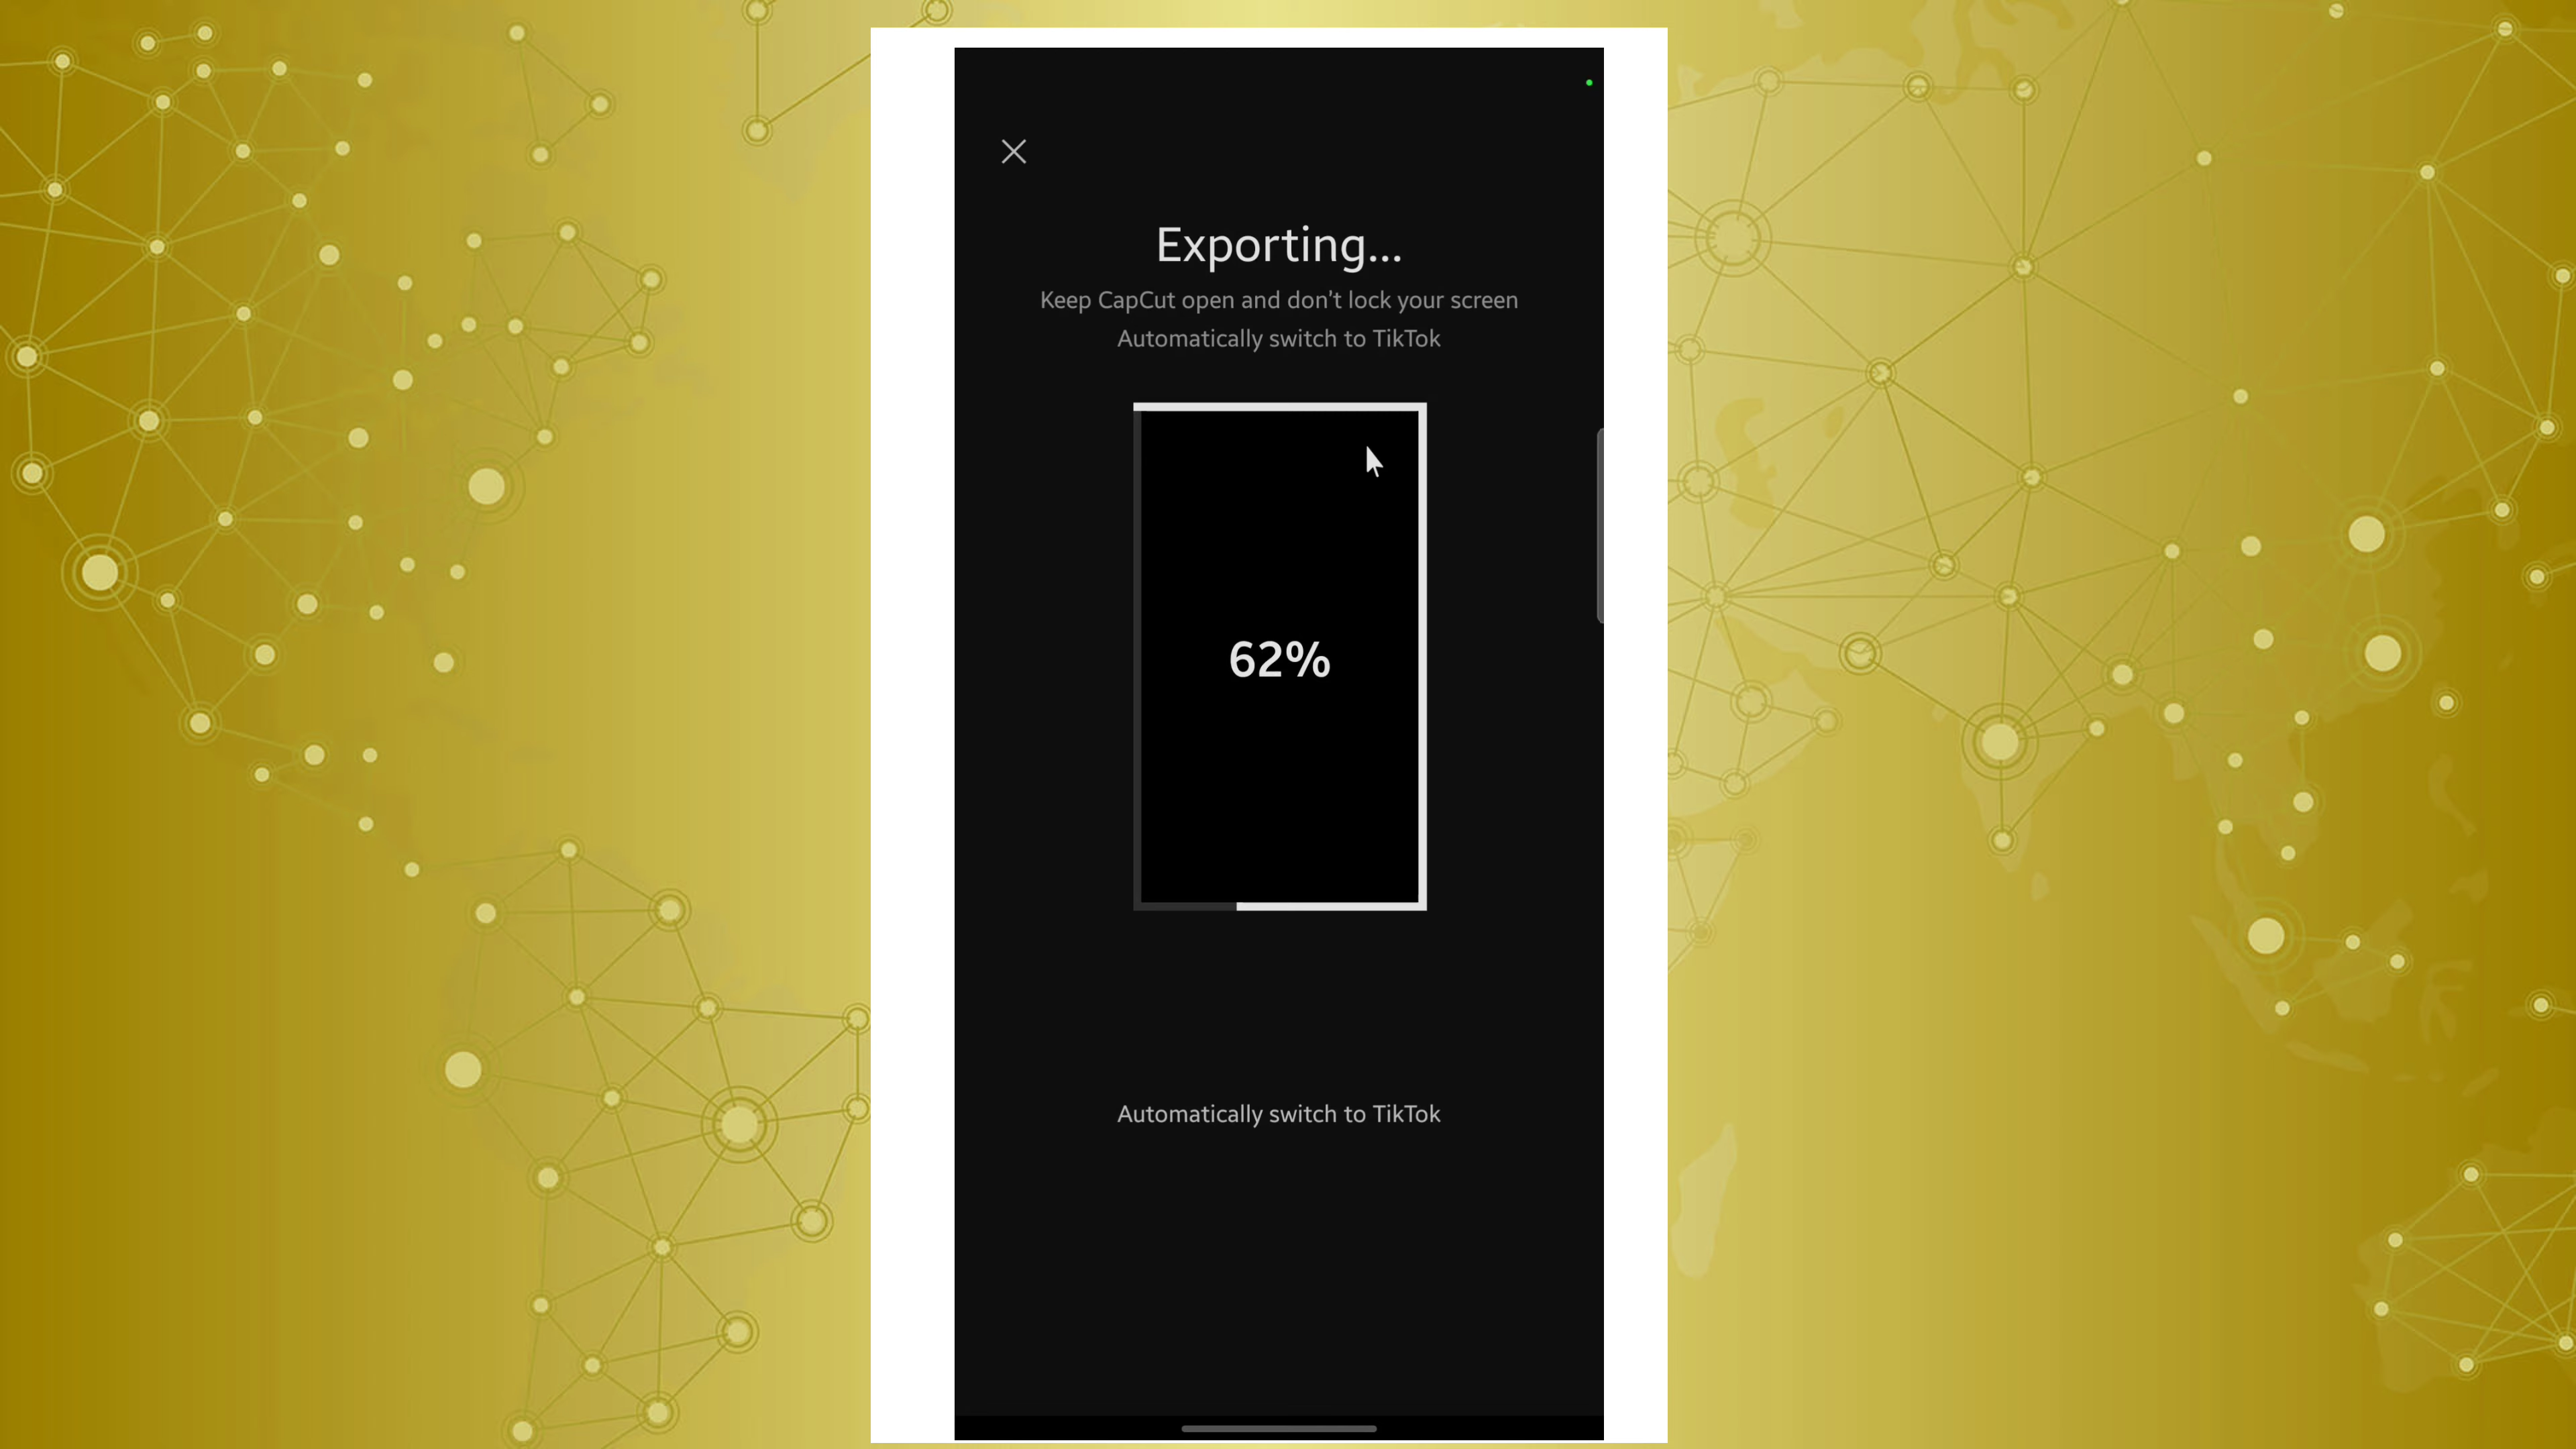 Exporting...
Keep CapCut open and don't lock your screen
Automatically switch to TikTok
62%
Automatically switch to TikTok